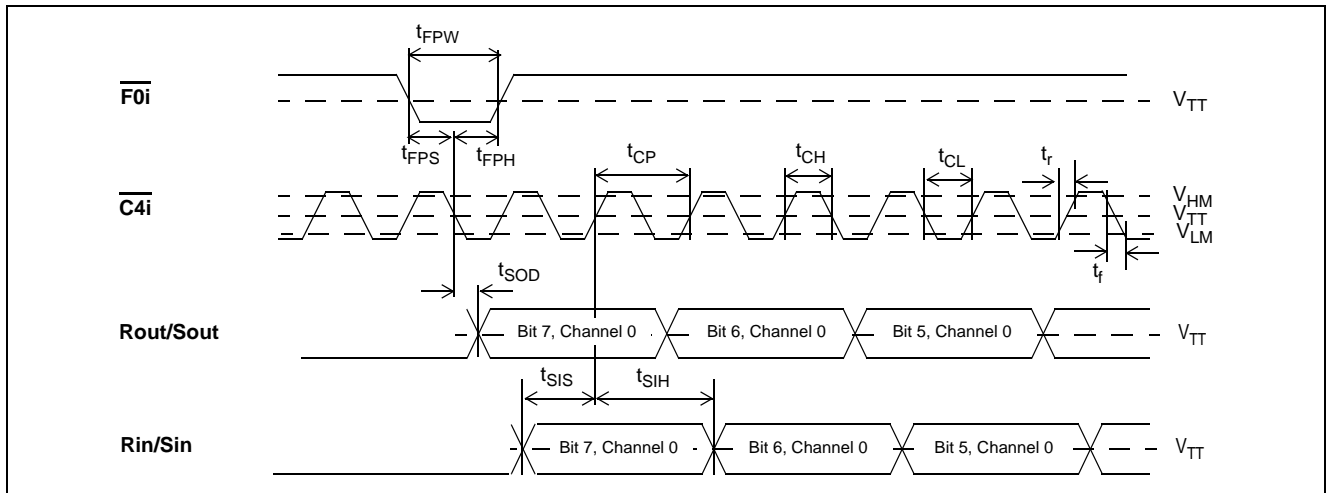 tFPW
F0i
VTT
tFPS
tFPH
tCP
tCH
tCL
tr
C4i
VHM
VTT
VLM
tSOD
tf
Rout/Sout
Bit 7, Channel 0
Bit 6, Channel 0
Bit 5, Channel 0
VTT
tSIS
tSIH
Rin/Sin
Bit 7, Channel 0
Bit 6, Channel 0
Bit 5, Channel 0
VTT